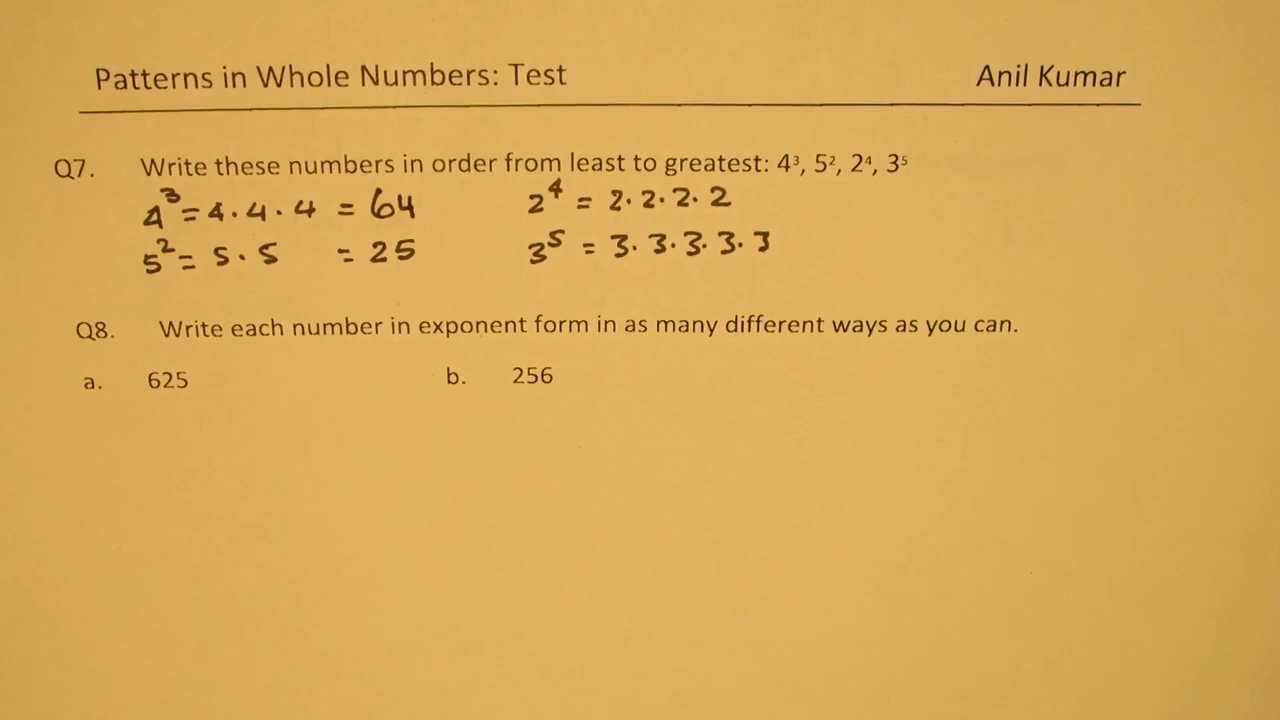 Patterns in Whole Numbers: Test Anil Kumar
Q7. Write these numbers in order from least to greatest: 4³, 5², 2⁴, 3⁵
4³ = 4 · 4 · 4 = 64 2⁴ = 2 · 2 · 2 · 2
5² = 5 · 5 = 25 3⁵ = 3 · 3 · 3 · 3 · 3
Q8. Write each number in exponent form in as many different ways as you can.
a. 625 b. 256